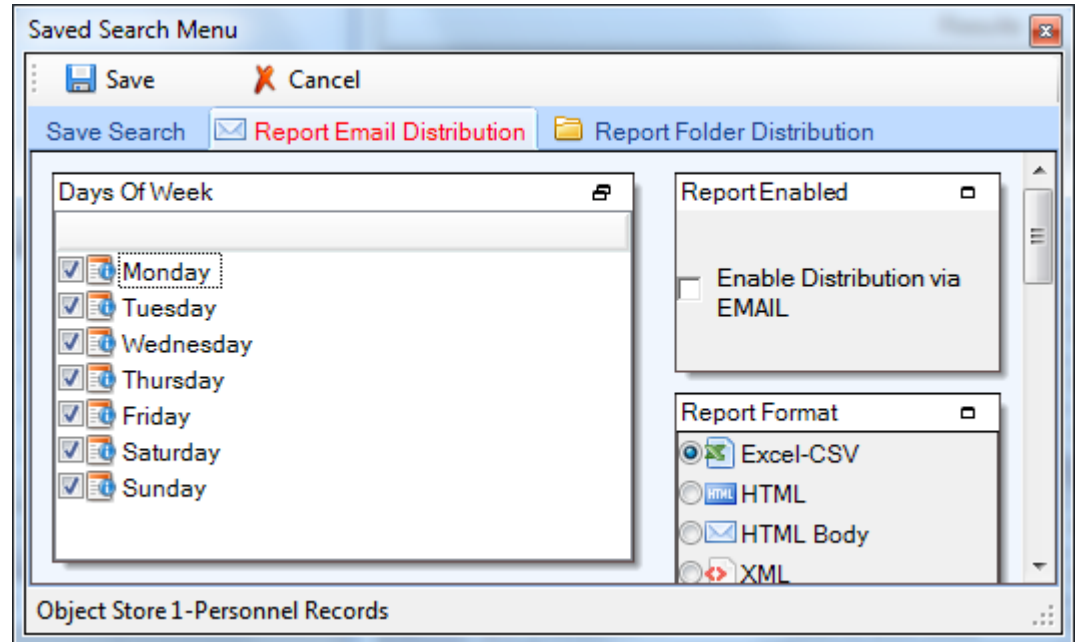 Saved Search Menu
Save Cancel
Save Search Report Email Distribution Report Folder Distribution
Days Of Week
Monday
Tuesday
Wednesday
Thursday
Friday
Saturday
Sunday
Report Enabled
Enable Distribution via
EMAIL
Report Format
Excel-CSV
HTML
HTML Body
XML
Object Store 1-Personnel Records